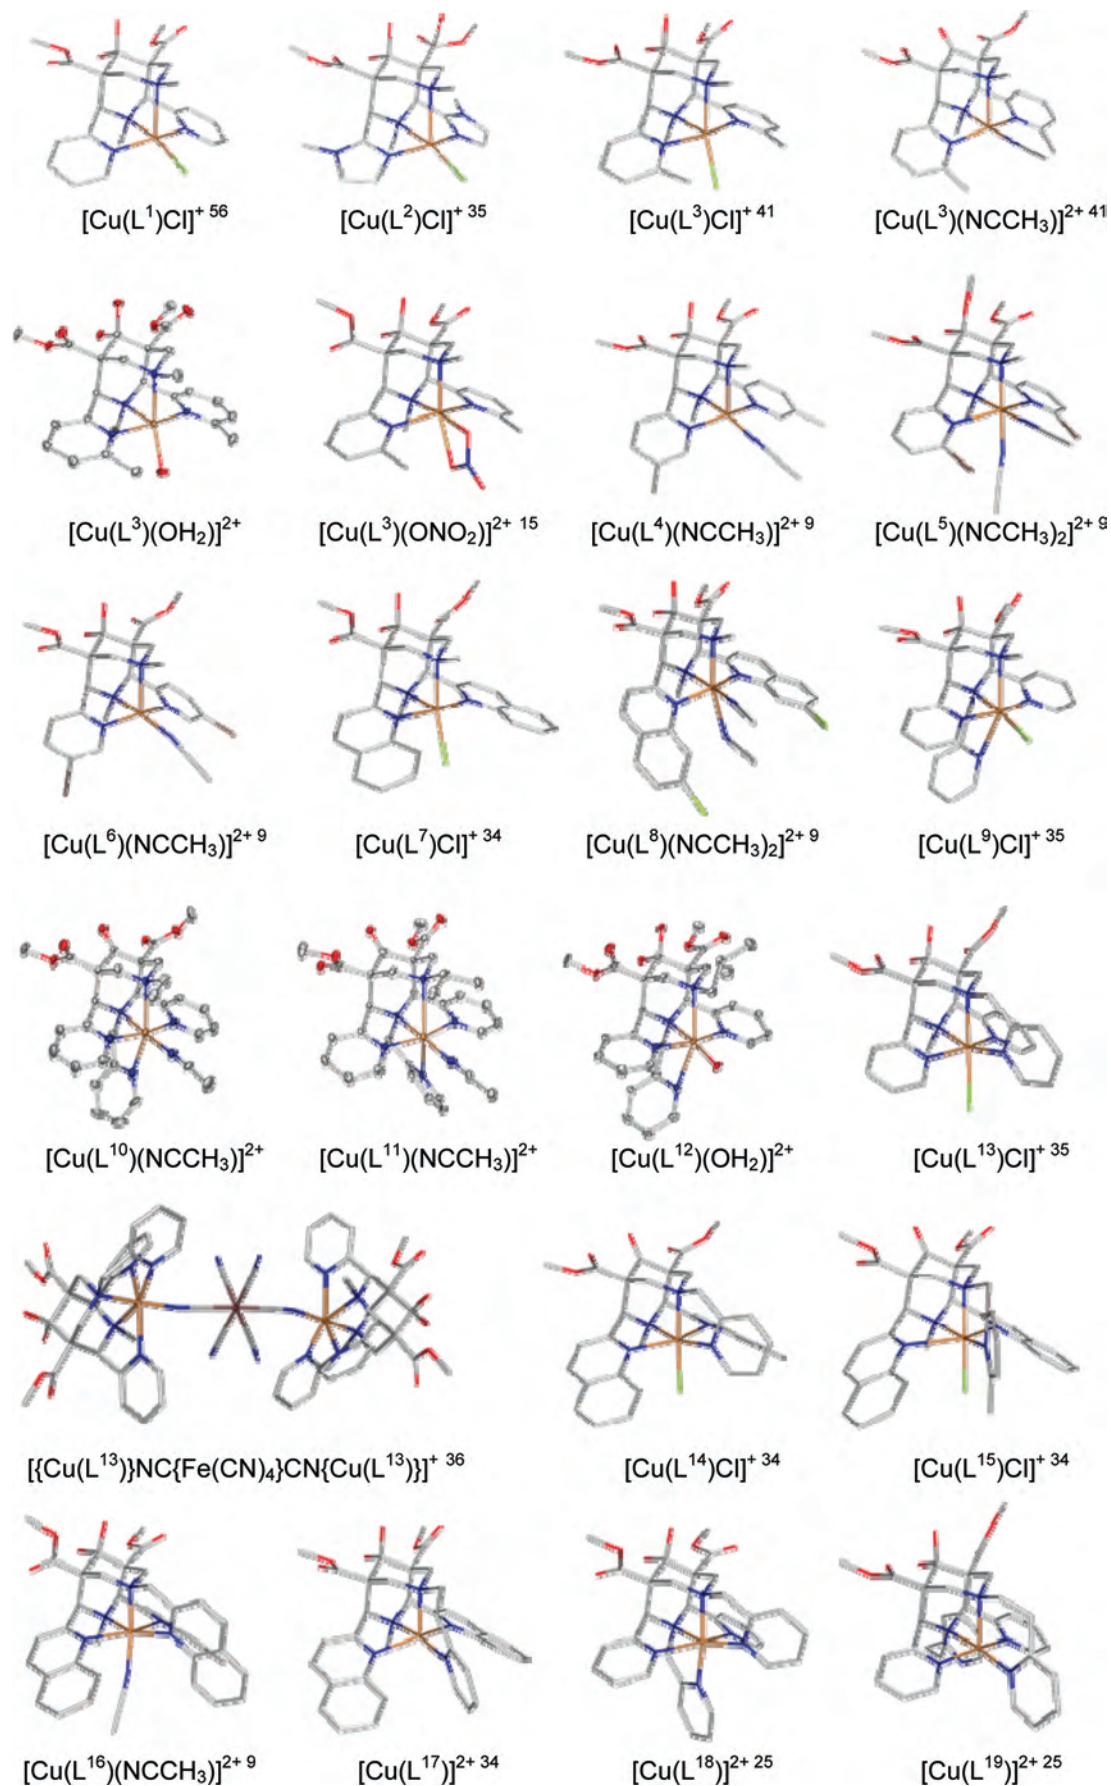 [Cu(L¹)Cl]⁺ ⁵⁶ [Cu(L²)Cl]⁺ ³⁵ [Cu(L³)Cl]⁺ ⁴¹ [Cu(L³)(NCCH₃)]²⁺ ⁴¹
[Cu(L³)(OH₂)]²⁺ [Cu(L³)(ONO₂)]²⁺ ¹⁵ [Cu(L⁴)(NCCH₃)]²⁺ ⁹ [Cu(L⁵)(NCCH₃)₂]²⁺ ⁹
[Cu(L⁶)(NCCH₃)]²⁺ ⁹ [Cu(L⁷)Cl]⁺ ³⁴ [Cu(L⁸)(NCCH₃)₂]²⁺ ⁹ [Cu(L⁹)Cl]⁺ ³⁵
[Cu(L¹⁰)(NCCH₃)]²⁺ [Cu(L¹¹)(NCCH₃)]²⁺ [Cu(L¹²)(OH₂)]²⁺ [Cu(L¹³)Cl]⁺ ³⁵
[{Cu(L¹³)}NC{Fe(CN)₄}CN{Cu(L¹³)}]⁺ ³⁶ [Cu(L¹⁴)Cl]⁺ ³⁴ [Cu(L¹⁵)Cl]⁺ ³⁴
[Cu(L¹⁶)(NCCH₃)]²⁺ ⁹ [Cu(L¹⁷)]²⁺ ³⁴ [Cu(L¹⁸)]²⁺ ²⁵ [Cu(L¹⁹)]²⁺ ²⁵